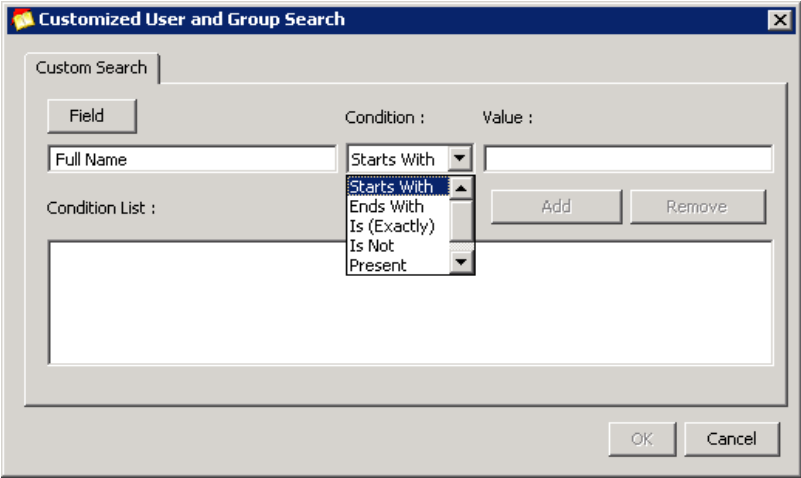 Customized User and Group Search
Custom Search
Field
Condition :
Value :
Full Name
Starts With
Starts With
Ends With
Is (Exactly)
Is Not
Present
Condition List :
Add
Remove
OK
Cancel